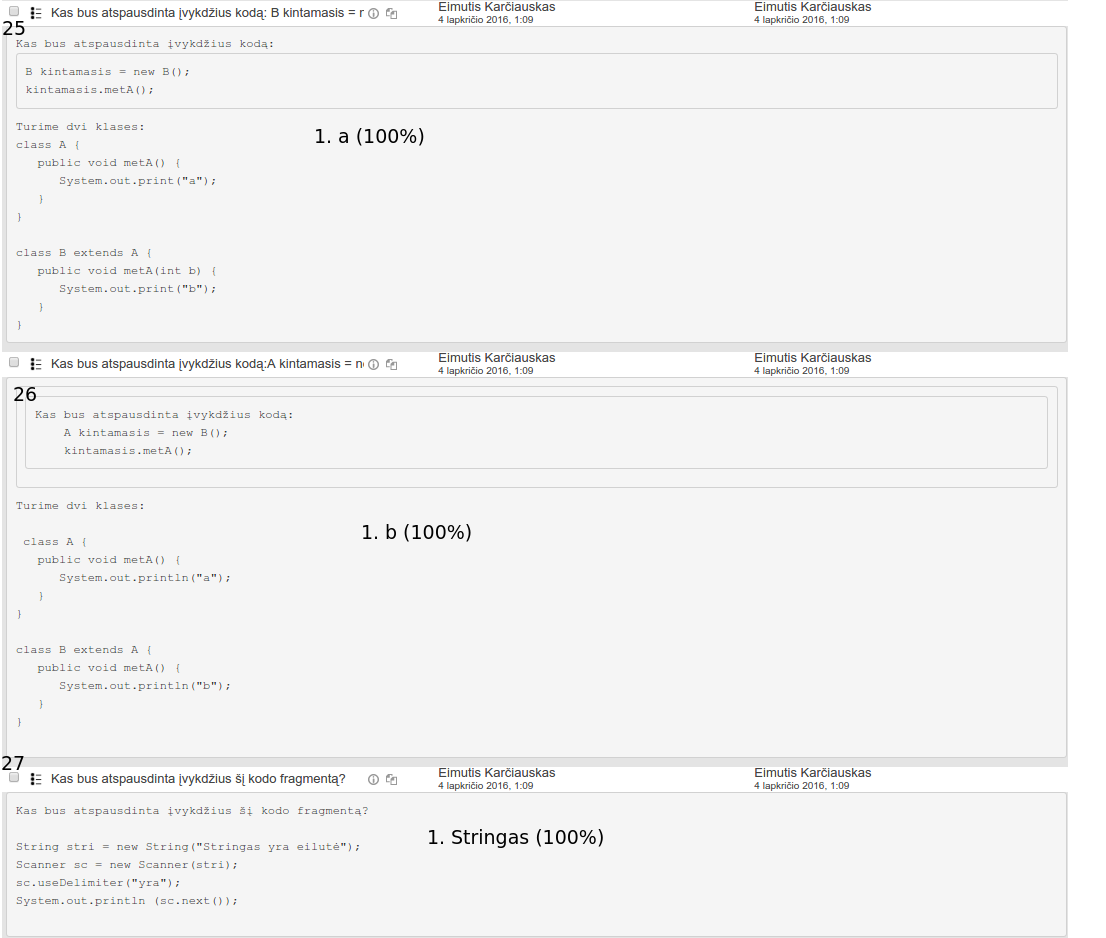 Kas bus atspausdinta įvykdžius kodą: B kintamasis = r
Eimutis Karčiauskas
4 lapkričio 2016, 1:09
Eimutis Karčiauskas
4 lapkričio 2016, 1:09
25
Kas bus atspausdinta įvykdžius kodą:
B kintamasis = new B();
kintamasis.metA();
Turime dvi klases:
1. a (100%)
class A {
public void metA() {
System.out.print("a");
}
}
class B extends A {
public void metA(int b) {
System.out.print("b");
}
}
Kas bus atspausdinta įvykdžius kodą:A kintamasis = n
Eimutis Karčiauskas
4 lapkričio 2016, 1:09
Eimutis Karčiauskas
4 lapkričio 2016, 1:09
26
Kas bus atspausdinta įvykdžius kodą:
A kintamasis = new B();
kintamasis.metA();
Turime dvi klases:
1. b (100%)
class A {
public void metA() {
System.out.println("a");
}
}
class B extends A {
public void metA() {
System.out.println("b");
}
}
27
Kas bus atspausdinta įvykdžius šį kodo fragmentą?
Eimutis Karčiauskas
4 lapkričio 2016, 1:09
Eimutis Karčiauskas
4 lapkričio 2016, 1:09
Kas bus atspausdinta įvykdžius šį kodo fragmentą?
1. Stringas (100%)
String stri = new String("Stringas yra eilutė");
Scanner sc = new Scanner(stri);
sc.useDelimiter("yra");
System.out.println (sc.next());